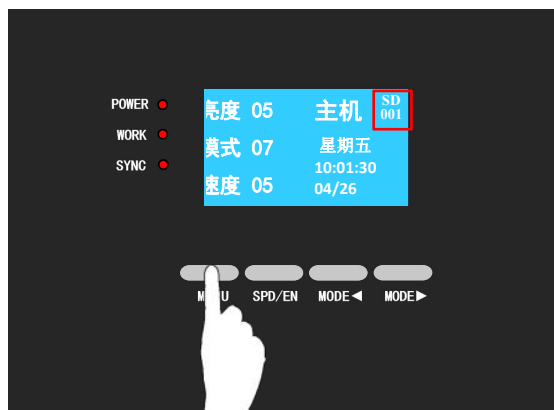 POWER
WORK
SYNC
亮度 05
模式 07
速度 05
主机
SD
001
星期五
10:01:30
04/26
SPD/EN
MODE◀
MODE▶